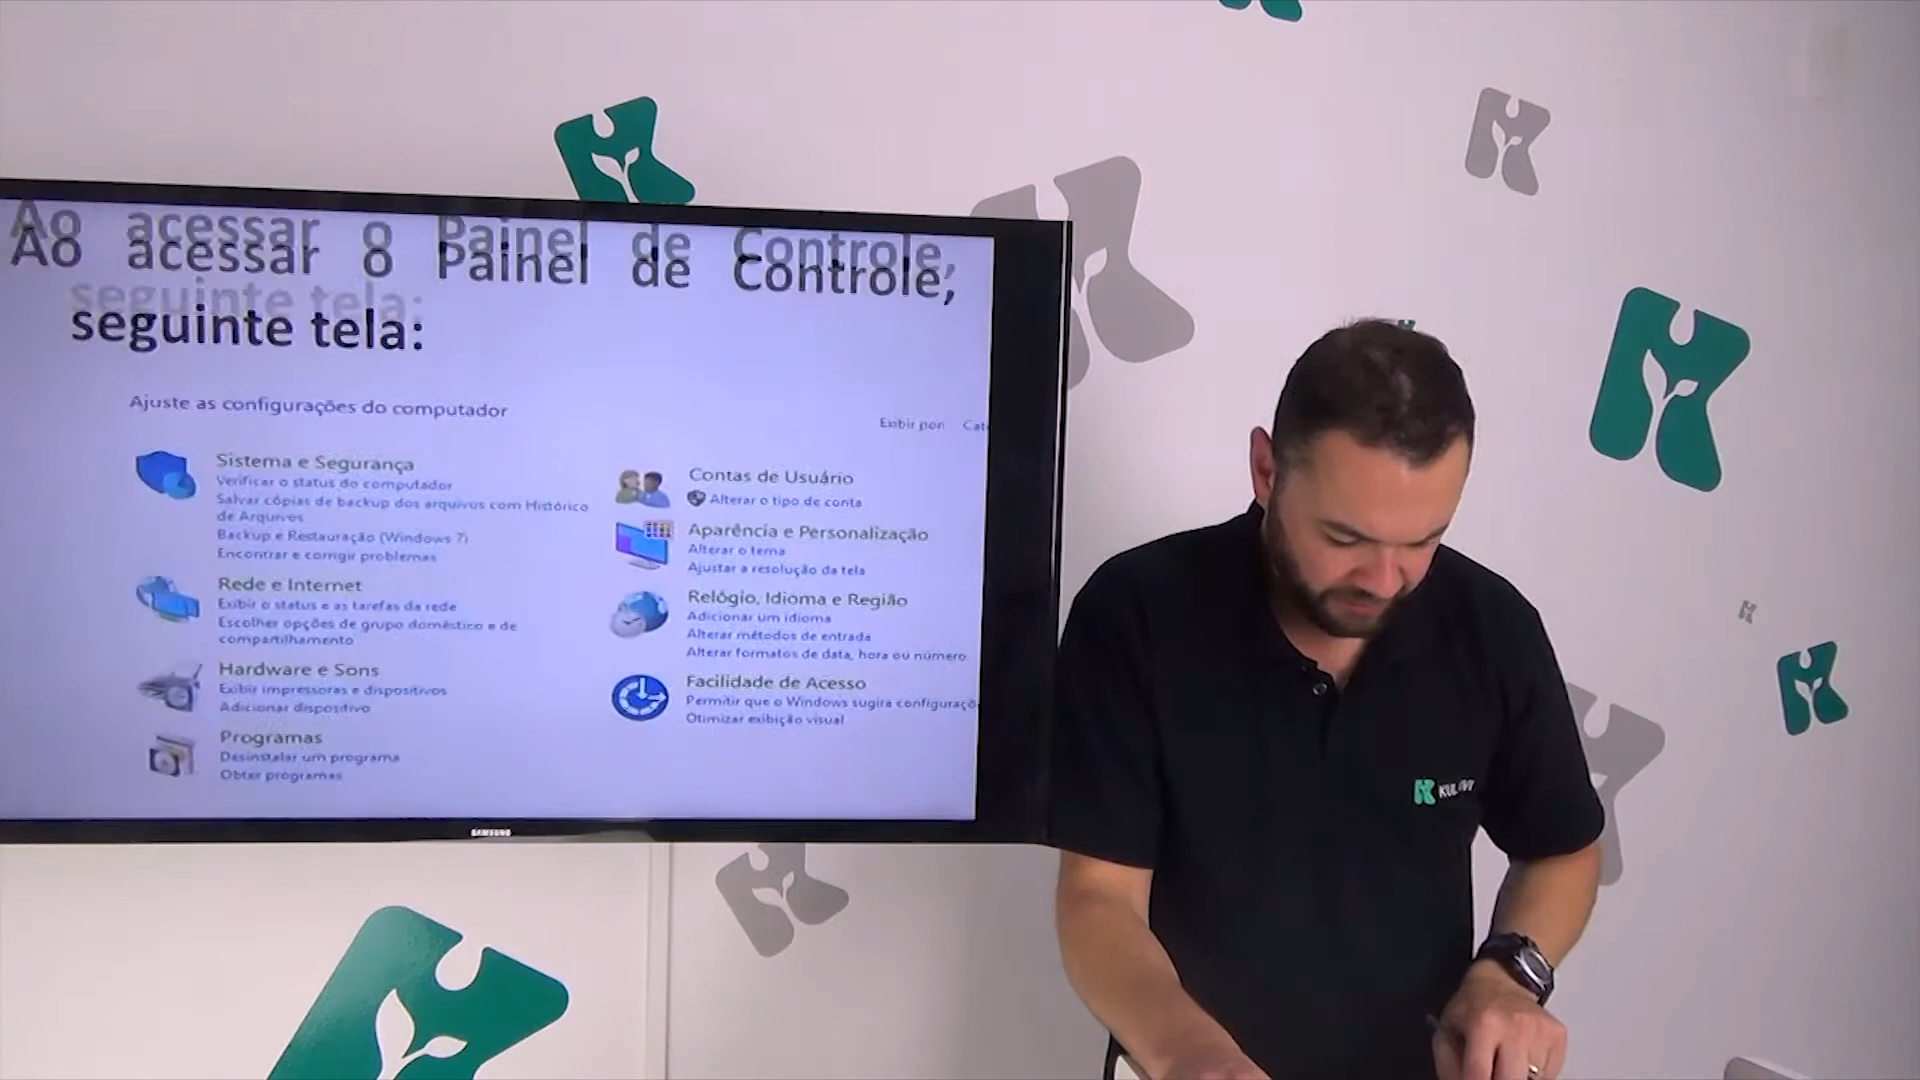 Ao acessar o Painel de Controle,
seguinte tela:
Ajuste as configurações do computador
Exibir por:
Sistema e Segurança
Verificar o status do computador
Salvar cópias de backup dos arquivos com Histórico
de Arquivos
Backup e Restauração (Windows 7)
Encontrar e corrigir problemas
Rede e Internet
Exibir o status e as tarefas da rede
Escolher opções de grupo doméstico e de
compartilhamento
Hardware e Sons
Exibir impressoras e dispositivos
Adicionar dispositivo
Programas
Desinstalar um programa
Obter programas
Contas de Usuário
Alterar o tipo de conta
Aparência e Personalização
Alterar o tema
Ajustar a resolução da tela
Relógio, Idioma e Região
Adicionar um idioma
Alterar métodos de entrada
Alterar formatos de data, hora ou número
Facilidade de Acesso
Permitir que o Windows sugira
Otimizar exibição visual
SAMSUNG